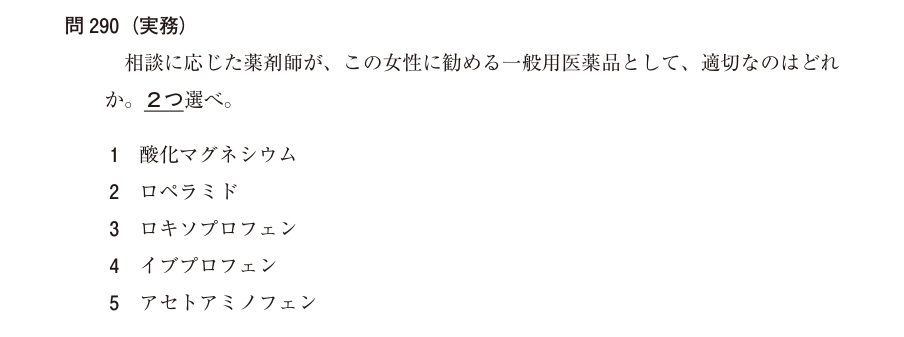 問 290（実務）
相談に応じた薬剤師が、この女性に勧める一般用医薬品として、適切なのはどれ
か。２つ選べ。
1 酸化マグネシウム
2 ロペラミド
3 ロキソプロフェン
4 イブプロフェン
5 アセトアミノフェン